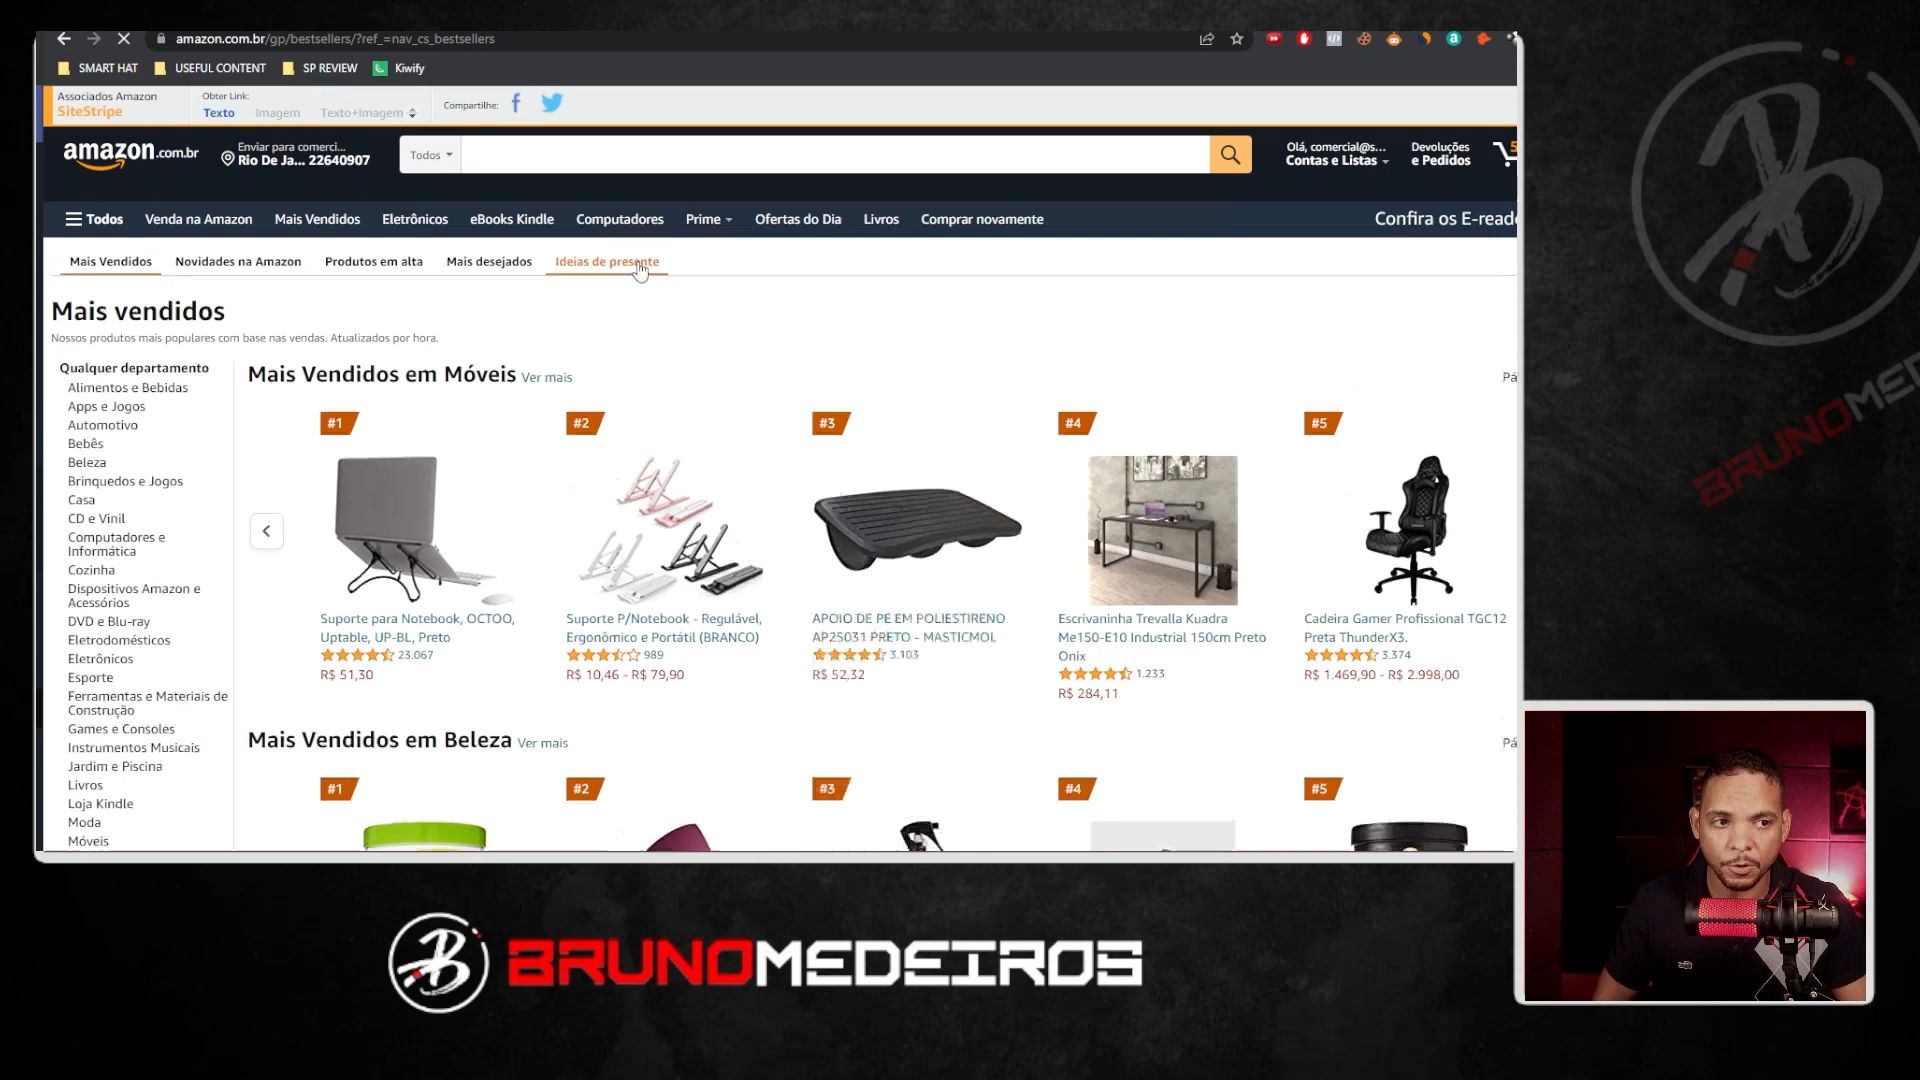 amazon.com.br/gp/bestsellers/?ref_=nav_cs_bestsellers
SMART HAT USEFUL CONTENT SP REVIEW Kiwify
Associados Amazon
SiteStripe
Obter Link:
Texto Imagem Texto+Imagem
Compartilhe:
amazon.com.br
Enviar para comerci...
Rio De Ja... 22640907
Todos
Olá, comercial@s...
Contas e Listas
Devoluções
e Pedidos
5
Todos Venda na Amazon Mais Vendidos Eletrônicos eBooks Kindle Computadores Prime Ofertas do Dia Livros Comprar novamente Confira os E-reade
Mais Vendidos Novidades na Amazon Produtos em alta Mais desejados Ideias de presente
Mais vendidos
Nossos produtos mais populares com base nas vendas. Atualizados por hora.
Qualquer departamento
Alimentos e Bebidas
Apps e Jogos
Automotivo
Bebês
Beleza
Brinquedos e Jogos
Casa
CD e Vinil
Computadores e
Informática
Cozinha
Dispositivos Amazon e
Acessórios
DVD e Blu-ray
Eletrodomésticos
Eletrônicos
Esporte
Ferramentas e Materiais de
Construção
Games e Consoles
Instrumentos Musicais
Jardim e Piscina
Livros
Loja Kindle
Moda
Móveis
Mais Vendidos em Móveis Ver mais
Pá
#1
Suporte para Notebook, OCTOO,
Uptable, UP-BL, Preto
23.067
R$ 51,30
#2
Suporte P/Notebook - Regulável,
Ergonômico e Portátil (BRANCO)
989
R$ 10,46 - R$ 79,90
#3
APOIO DE PÉ EM POLIESTIRENO
AP25031 PRETO - MASTICMOL
3.103
R$ 52,32
#4
Escrivaninha Trevalla Kuadra
Me150-E10 Industrial 150cm Preto
Onix
1.233
R$ 284,11
#5
Cadeira Gamer Profissional TGC12
Preta ThunderX3.
3.374
R$ 1.469,90 - R$ 2.998,00
Mais Vendidos em Beleza Ver mais
Pá
#1
#2
#3
#4
#5
BRUNOMEDEIROS
BRUNOMED